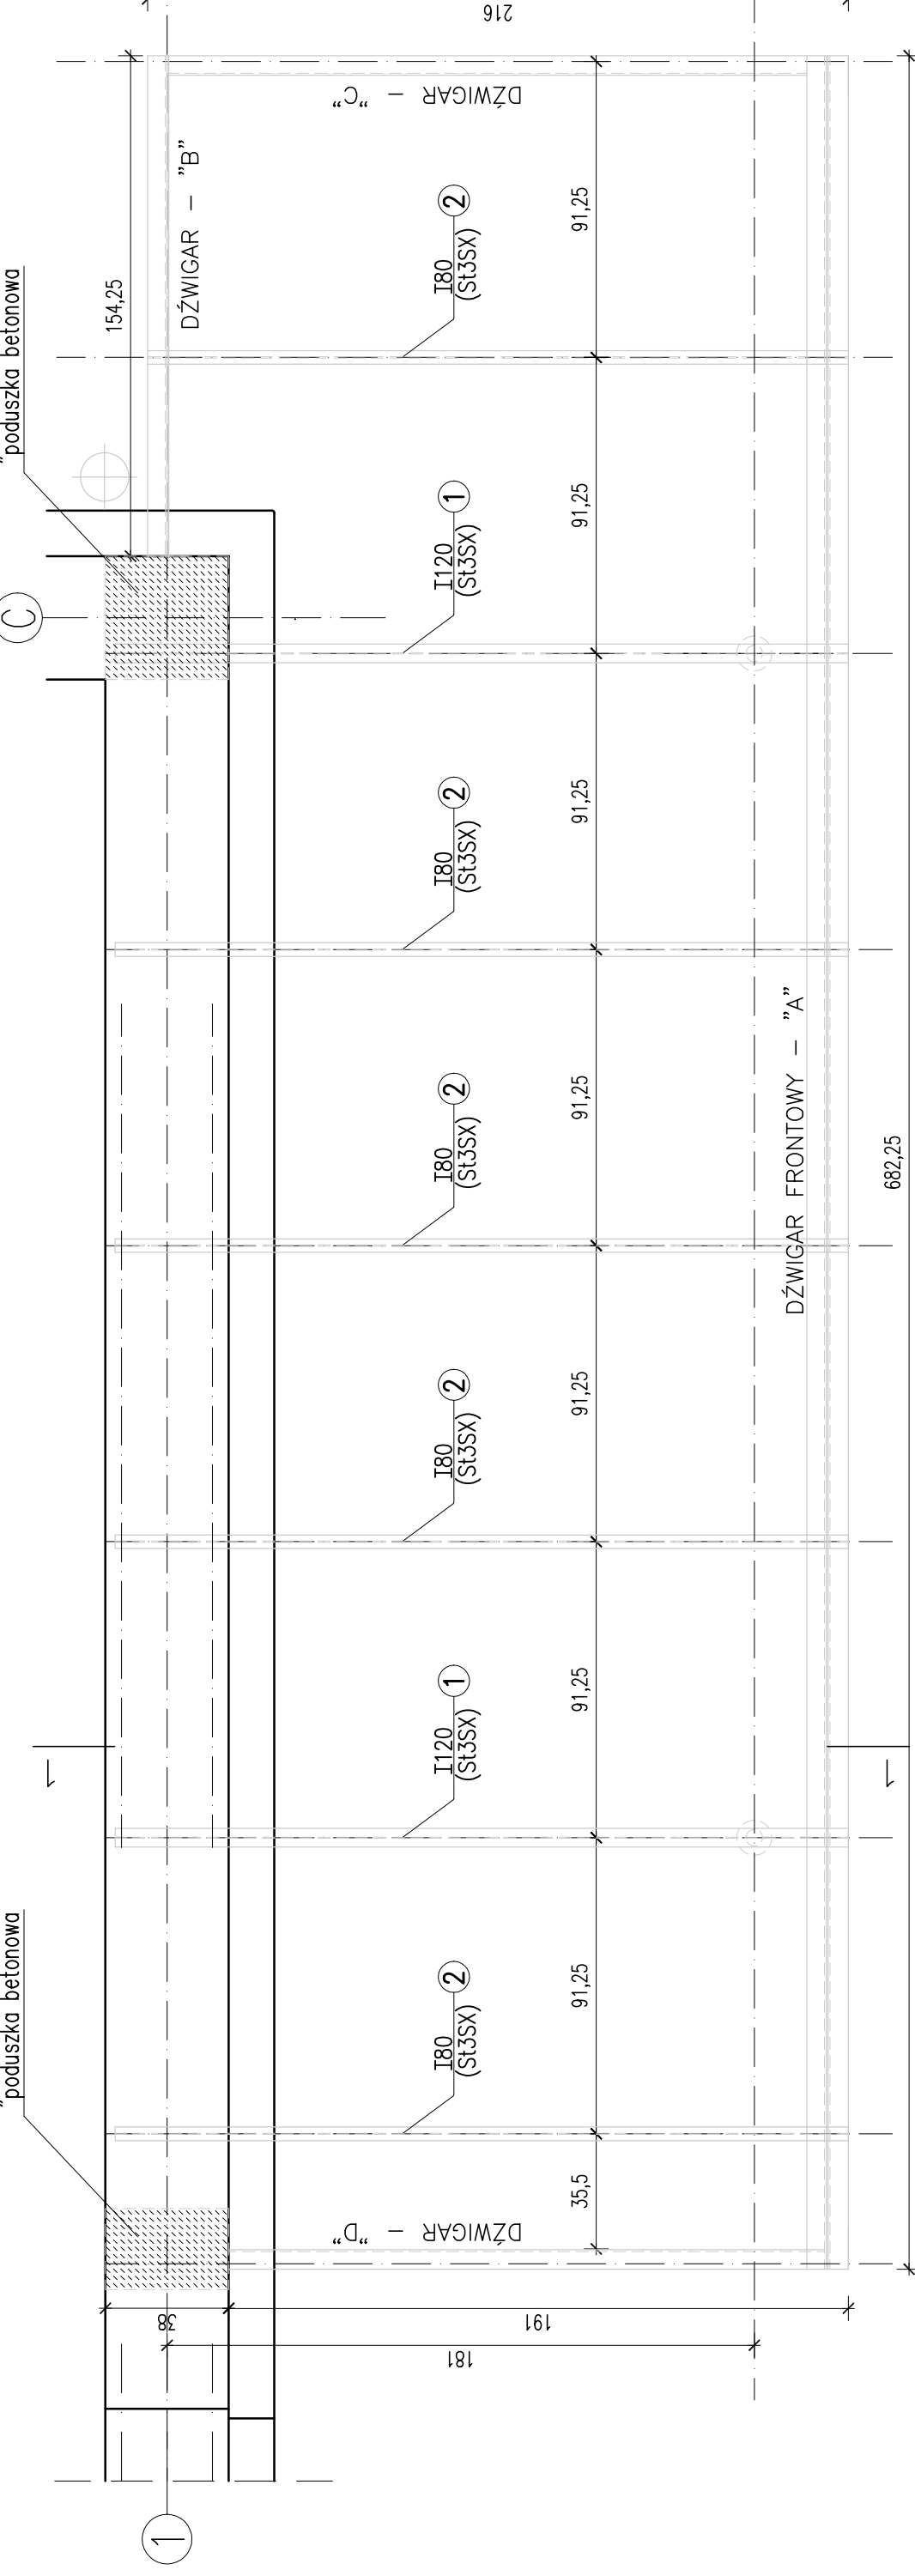 216
154,25
"poduszka betonowa
DŹWIGAR – "B"
DŹWIGAR – "C"
C
I80
(St3SX)
2
91,25
I120
(St3SX)
1
91,25
I80
(St3SX)
2
91,25
I80
(St3SX)
2
91,25
I80
(St3SX)
2
91,25
I120
(St3SX)
1
91,25
I80
(St3SX)
2
91,25
35,5
DŹWIGAR FRONTOWY – "A"
682,25
1
1
"poduszka betonowa
DŹWIGAR – "D"
38
191
181
1